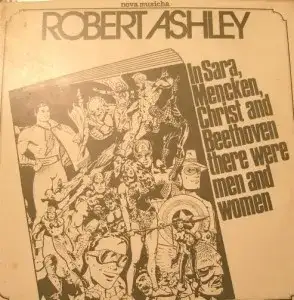 nova musicha
ROBERT ASHLEY
In Sara,
Mencken,
Christ and
Beethoven
there were
men and
women